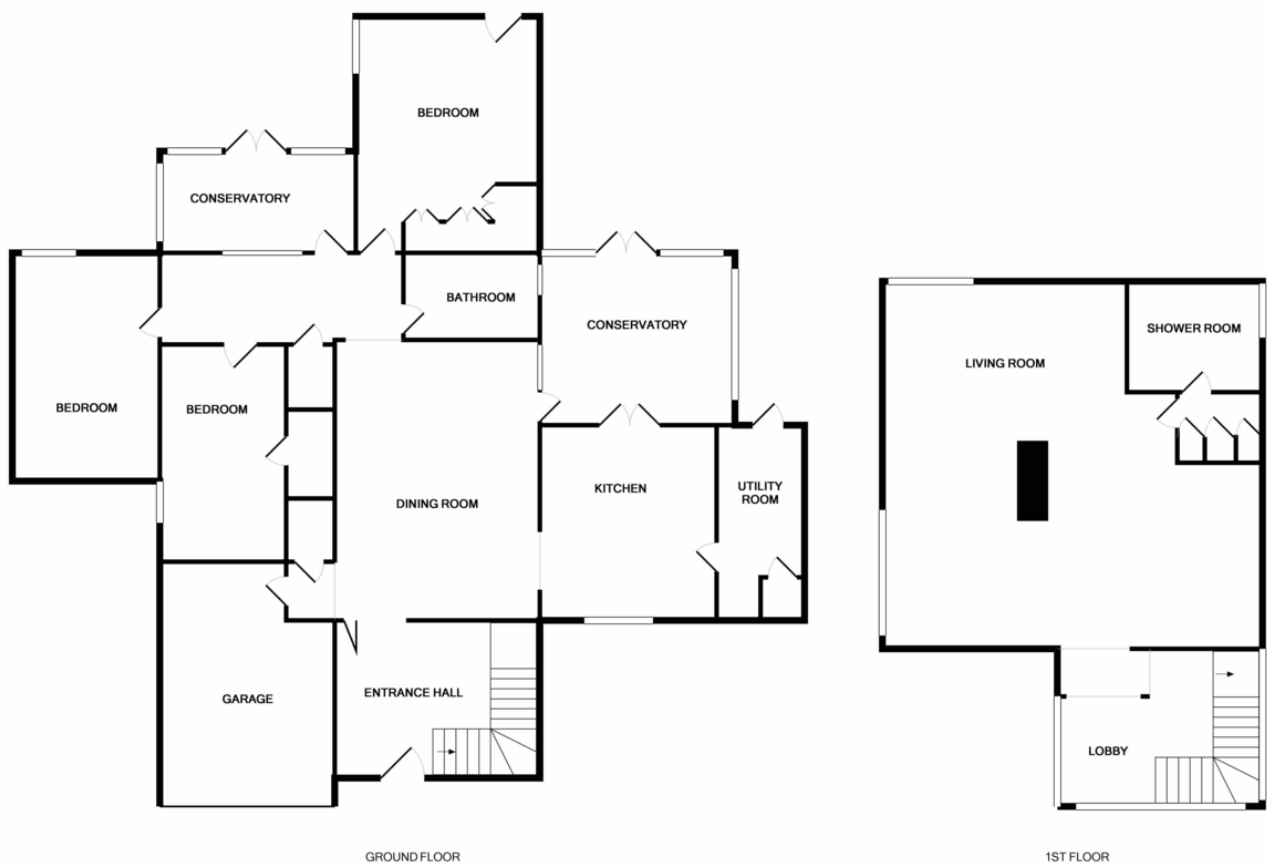 BEDROOM
CONSERVATORY
BATHROOM
CONSERVATORY
BEDROOM
BEDROOM
DINING ROOM
KITCHEN
UTILITY
ROOM
GARAGE
ENTRANCE HALL
GROUND FLOOR
SHOWER ROOM
LIVING ROOM
LOBBY
1ST FLOOR